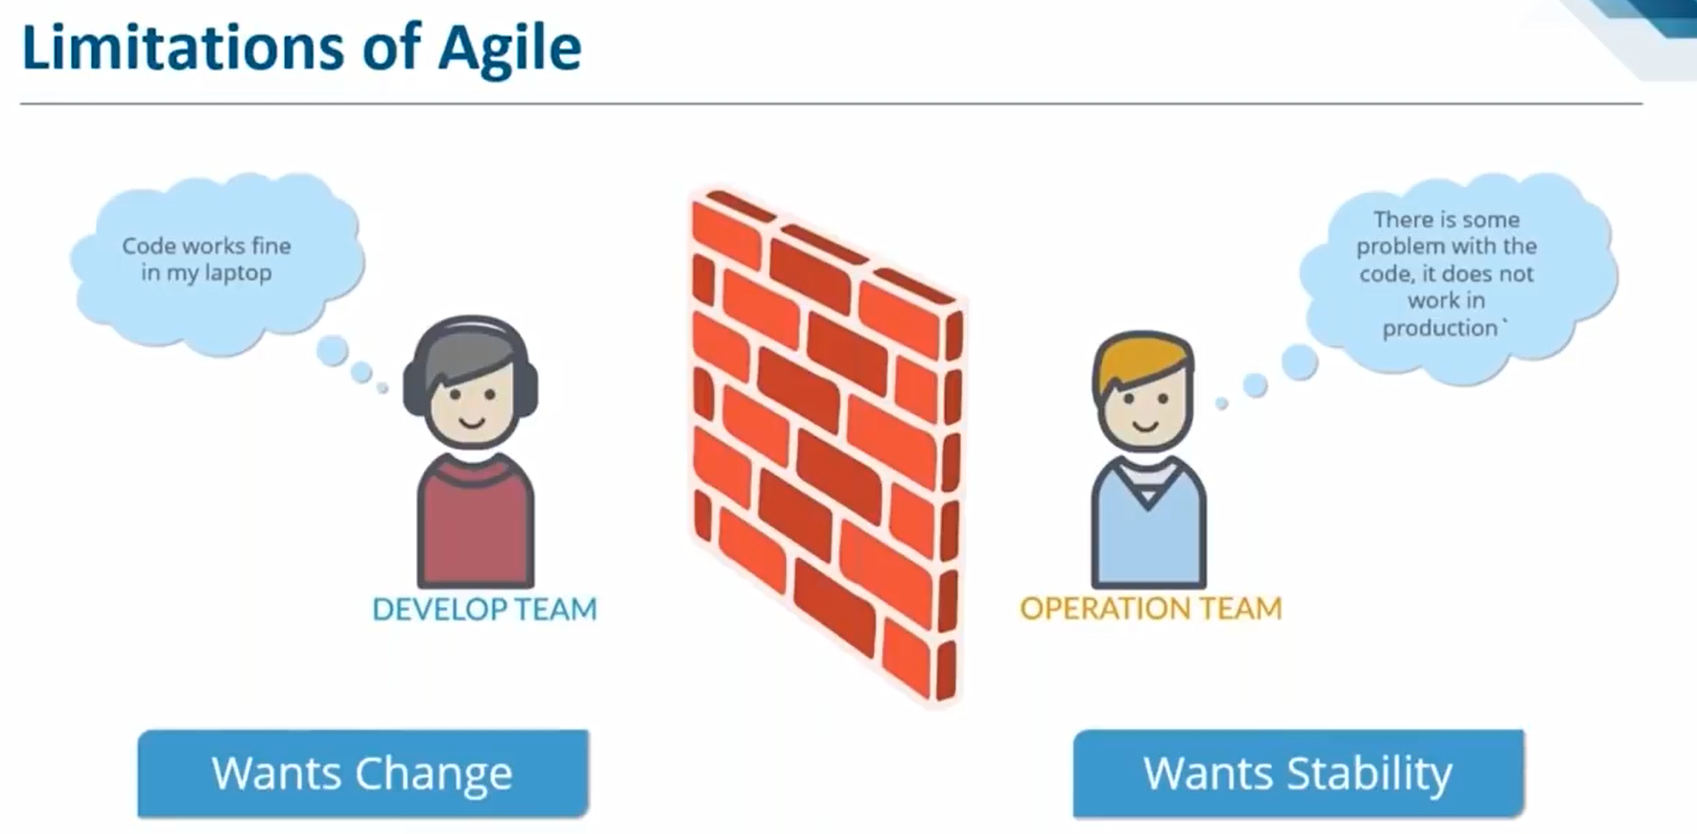 Limitations of Agile
Code works fine
in my laptop
There is some
problem with the
code, it does not
work in
production`
DEVELOP TEAM
OPERATION TEAM
Wants Change
Wants Stability